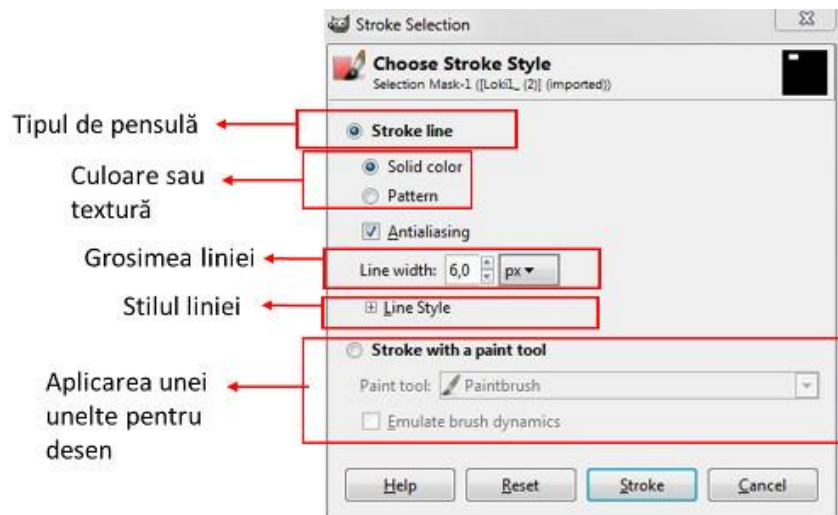 Stroke Selection
Choose Stroke Style
Selection Mask-1 ([Loki1_ (2)] (imported))
Tipul de pensulă
Stroke line
Culoare sau
textură
Solid color
Pattern
Antialiasing
Grosimea liniei
Line width: 6,0 px
Stilul liniei
Line Style
Stroke with a paint tool
Aplicarea unei
unelte pentru
desen
Paint tool: Paintbrush
Emulate brush dynamics
Help Reset Stroke Cancel